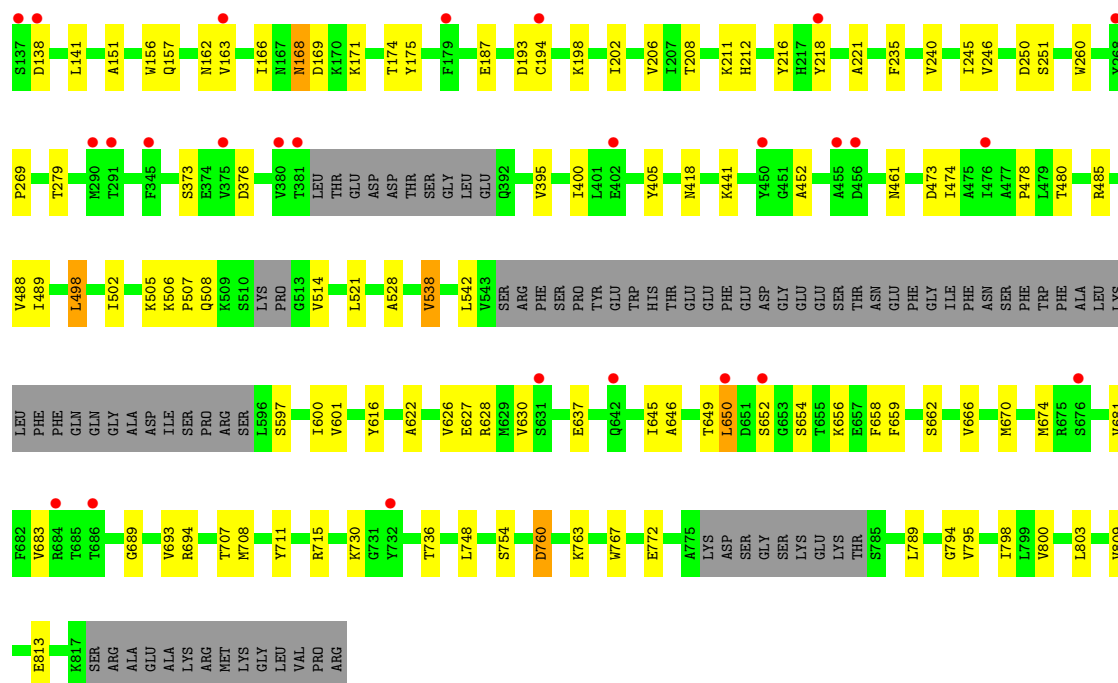 S137 D138 L141 A151 W156 Q157 N162 V163 I166 N167 N168 D169 K170 K171 T174 Y175 F179 E187 D193 C194 K198 I202 V206 I207 T208 K211 H212 Y216 H217 Y218 A221 F235 V240 I245 V246 D250 S251 W260 Y268
P269 T279 M290 T291 F345 S373 E374 V375 D376 V380 T381 LEU THR GLU ASP ASP THR SER GLY LEU GLU Q392 V395 I400 L401 E402 Y405 N418 K441 Y450 G451 A452 A455 D456 N461 D473 I474 A475 I476 A477 P478 L479 T480 R485
V488 I489 L498 I502 K505 K506 P507 Q508 K509 S510 LYS PRO G513 V514 L521 A528 V538 L542 V543 SER ARG PHE SER PRO TYR GLU TRP HIS THR GLU GLU PHE GLU ASP GLY GLU GLU SER THR ASN GLU PHE GLY ILE PHE ASN SER PHE TRP PHE ALA LEU LYS
LEU PHE PHE GLN GLN GLY ALA ASP ILE SER PRO ARG SER L596 S597 I600 V601 Y616 A622 V626 E627 R628 M629 V630 S631 E637 Q642 I645 A646 T649 L650 D651 S652 G653 S654 T655 K656 E657 F658 F659 S662 V666 M670 M674 R675 S676 V681
F682 V683 R684 T685 T686 G689 V693 R694 T707 M708 Y711 R715 K730 G731 Y732 T736 L748 S754 D760 K763 W767 E772 A775 LYS ASP SER GLY SER LYS GLU LYS THR S785 L789 G794 V795 I798 L799 V800 L803 V809
E813 K817 SER ARG ALA GLU ALA LYS ARG MET LYS GLY LEU VAL PRO ARG